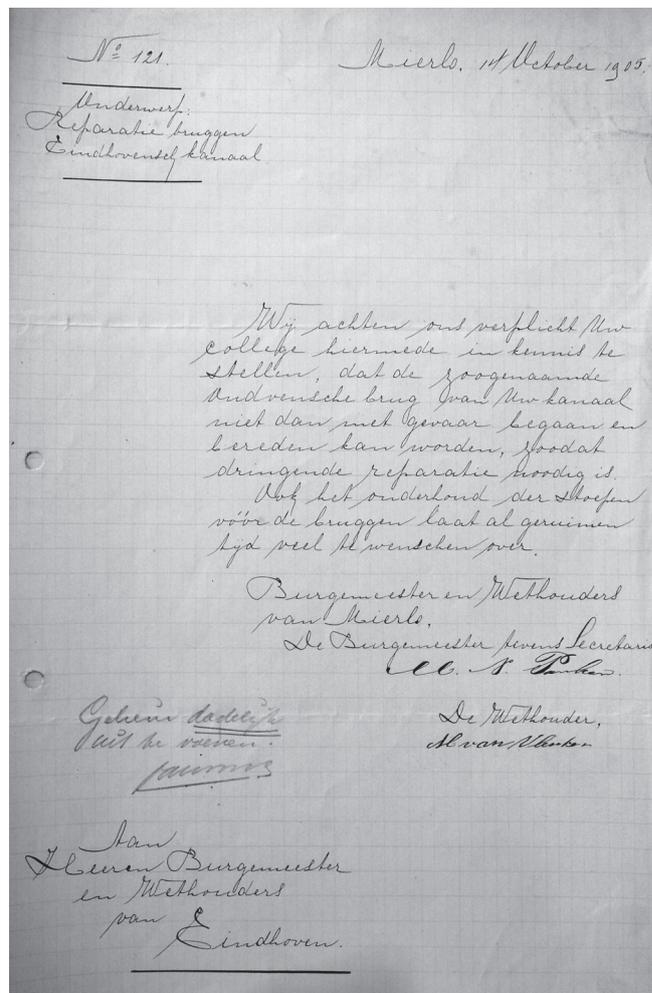 No 121.
Mierlo, 14 October 1905.
Onderwerp:
Reparatie bruggen
Eindhovensch kanaal
Wij achten ons verplicht Uw
college hiermede in kennis te
stellen, dat de zoogenaamde
van Uw kanaal
niet dan met gevaar begaan en
bereden kan worden, zoodat
dringende reparatie noodig is.
Ook het onderhoud der stoepen
vóór de bruggen laat al geruimen
tijd veel te wenschen over.
Burgemeester en Wethouders
van Mierlo,
De Burgemeester tevens Secretaris
De Wethouder,
dadelijk
uit te voeren.
Aan
Heeren Burgemeester
en Wethouders
van
Eindhoven.